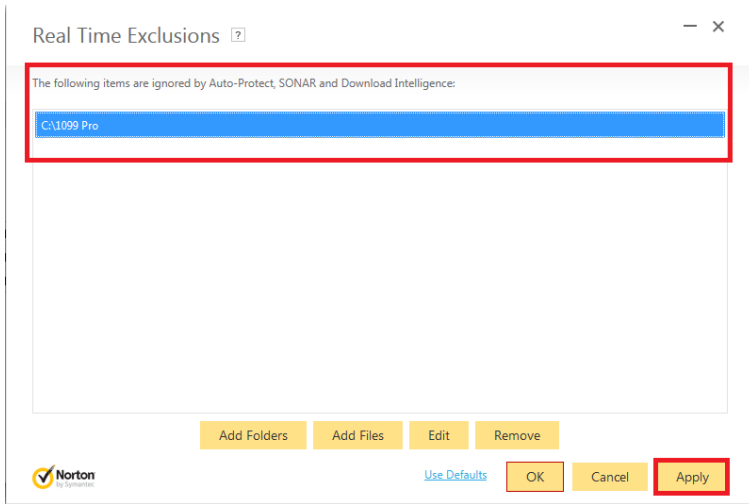 Real Time Exclusions ?
The following items are ignored by Auto-Protect, SONAR and Download Intelligence:
C:\1099 Pro
Add Folders Add Files Edit Remove
Norton
by Symantec
Use Defaults OK Cancel Apply